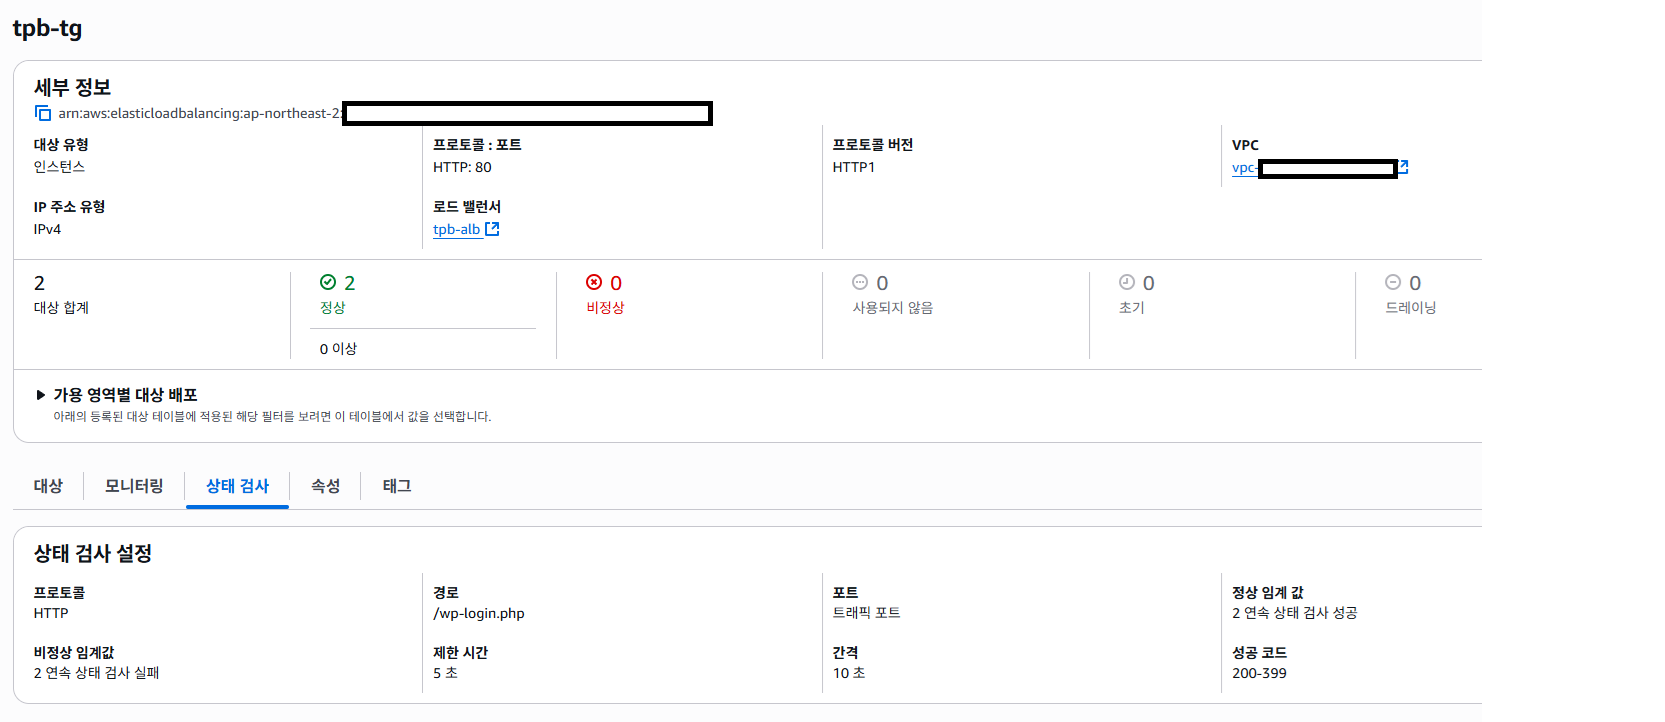 tpb-tg
세부 정보
arn:aws:elasticloadbalancing:ap-northeast-2:
대상 유형
인스턴스
프로토콜 : 포트
HTTP: 80
프로토콜 버전
HTTP1
VPC
vpc-
IP 주소 유형
IPv4
로드 밸런서
tpb-alb
2
대상 합계
2
정상
0 이상
0
비정상
0
사용되지 않음
0
초기
0
드레이닝
가용 영역별 대상 배포
아래의 등록된 대상 테이블에 적용된 해당 필터를 보려면 이 테이블에서 값을 선택합니다.
대상
모니터링
상태 검사
속성
태그
상태 검사 설정
프로토콜
HTTP
경로
/wp-login.php
포트
트래픽 포트
정상 임계 값
2 연속 상태 검사 성공
비정상 임계값
2 연속 상태 검사 실패
제한 시간
5 초
간격
10 초
성공 코드
200-399